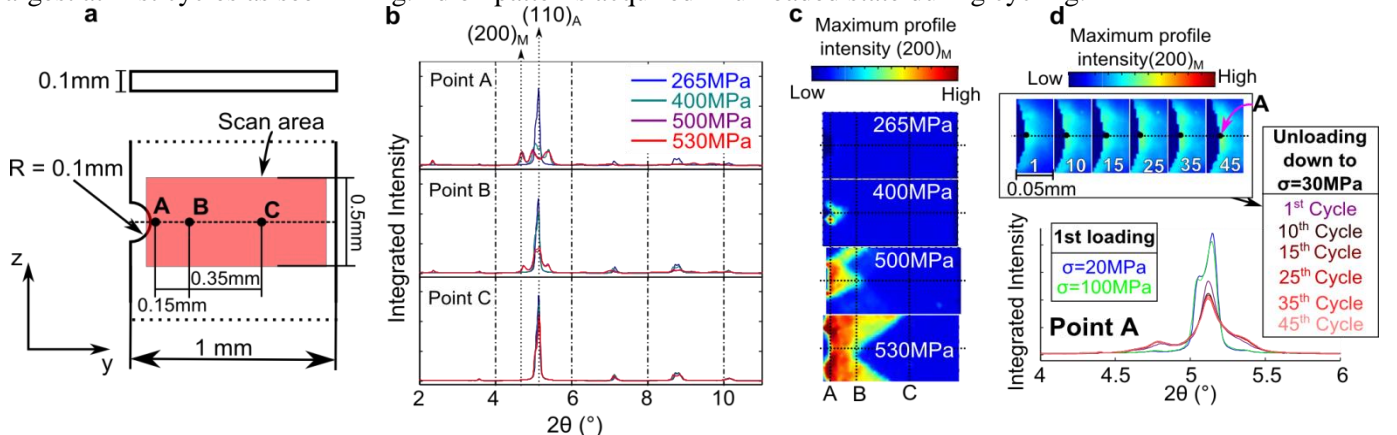 a
0.1mm
Scan area
R = 0.1mm
A
B
C
0.5mm
0.35mm
0.15mm
z
y
1 mm
b
(110)A
(200)M
Point A
265MPa
400MPa
500MPa
530MPa
Point B
Point C
Integrated Intensity
2 4 6 8 10
2θ (°)
c
Maximum profile
intensity (200)M
Low High
265MPa
400MPa
500MPa
530MPa
A B C
d
Maximum profile
intensity(200)M
Low High
A
1 10 15 25 35 45
0.05mm
Unloading
down to
σ=30MPa
1st Cycle
10th Cycle
15th Cycle
25th Cycle
35th Cycle
45th Cycle
1st loading
σ=20MPa
σ=100MPa
Point A
Integrated Intensity
4 4.5 5 5.5 6
2θ (°)